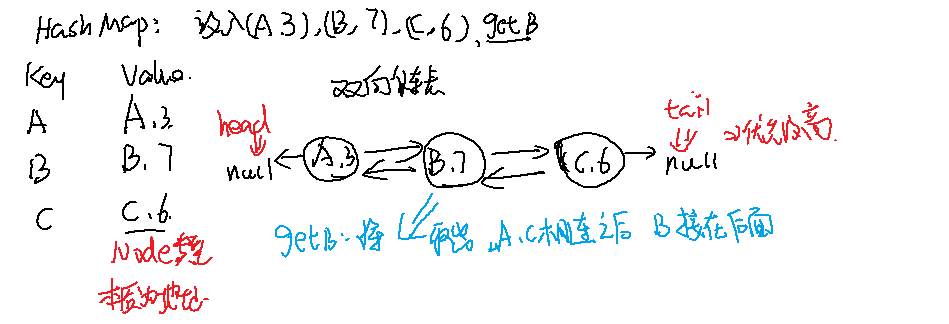 HashMap: 设入(A.3),(B,7),(C,6),getB
Key Value.
A A.3
B B.7
C C.6.
Node类型
本质为地址
双向链表
head
null A.3 B.7 C.6 null
tail
优先级高
getB:将 取出,A.C相连之后 B接在后面